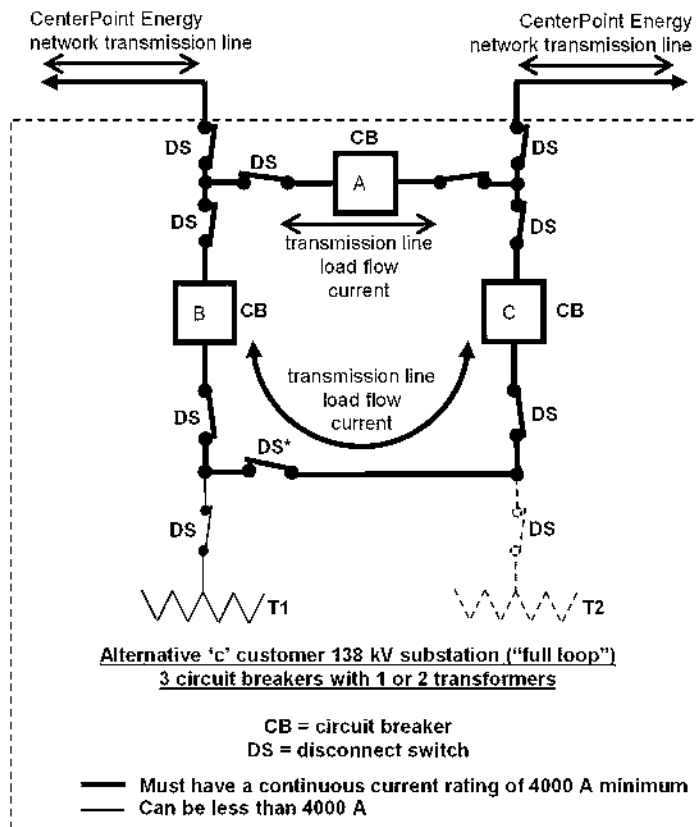 CenterPoint Energy
network transmission line
CenterPoint Energy
network transmission line
DS
DS
CB
A
DS
DS
transmission line
load flow
current
DS
B
CB
C
CB
transmission line
load flow
current
DS
DS
DS*
DS
DS
T1
T2
Alternative 'c' customer 138 kV substation ("full loop")
3 circuit breakers with 1 or 2 transformers
CB = circuit breaker
DS = disconnect switch
Must have a continuous current rating of 4000 A minimum
Can be less than 4000 A